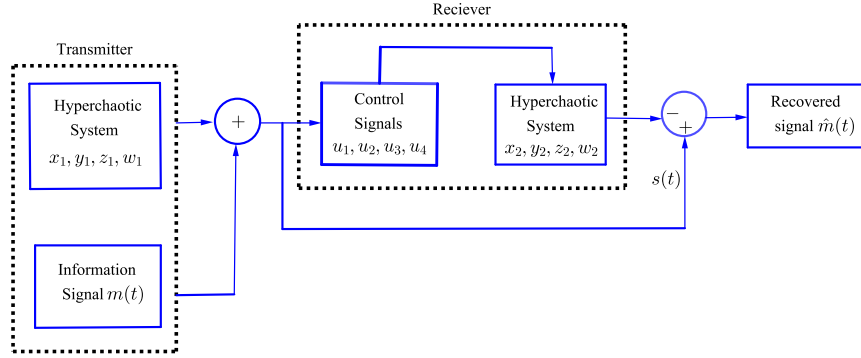 Reciever
Transmitter
Hyperchaotic
System
x₁, y₁, z₁, w₁
+
Control
Signals
u₁, u₂, u₃, u₄
Hyperchaotic
System
x₂, y₂, z₂, w₂
−
+
Recovered
signal m̂(t)
s(t)
Information
Signal m(t)